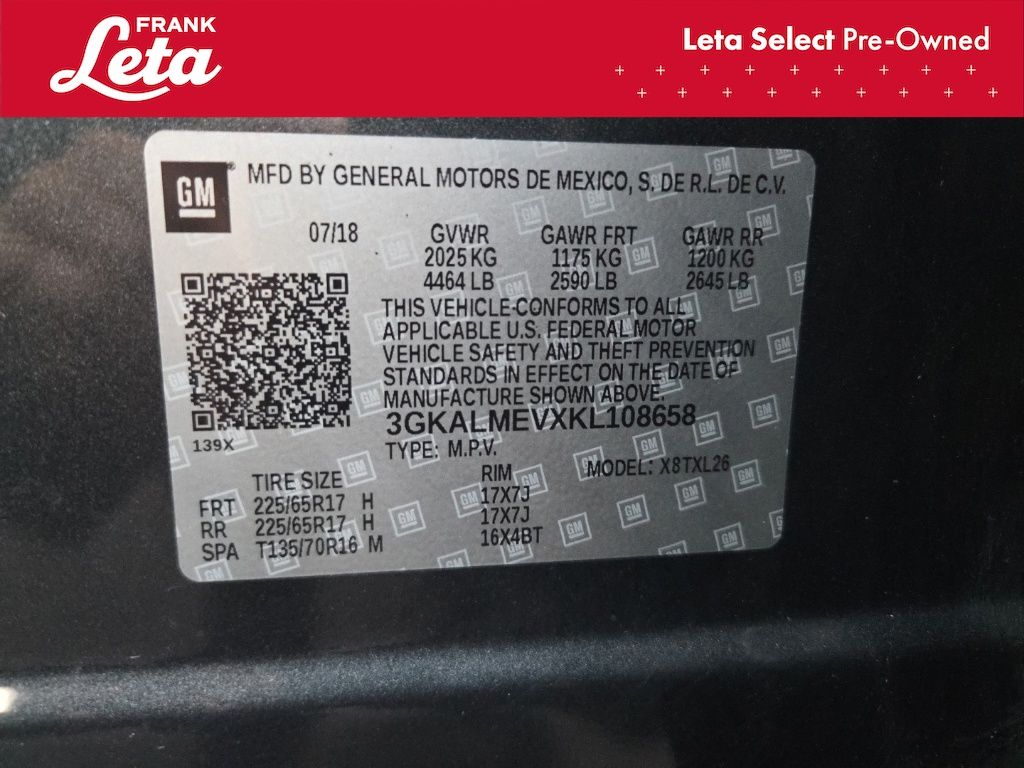 FRANK
Leta
Leta Select Pre-Owned
GM
MFD BY GENERAL MOTORS DE MEXICO, S. DE R.L. DE C.V.
07/18 GVWR GAWR FRT GAWR RR
2025 KG 1175 KG 1200 KG
4464 LB 2590 LB 2645 LB
THIS VEHICLE CONFORMS TO ALL
APPLICABLE U.S. FEDERAL MOTOR
VEHICLE SAFETY AND THEFT PREVENTION
STANDARDS IN EFFECT ON THE DATE OF
MANUFACTURE SHOWN ABOVE.
3GKALMEVXKL108658
139X
TYPE: M.P.V. MODEL: X8TXL26
TIRE SIZE RIM
FRT 225/65R17 H 17X7J
RR 225/65R17 H 17X7J
SPA T135/70R16 M 16X4BT